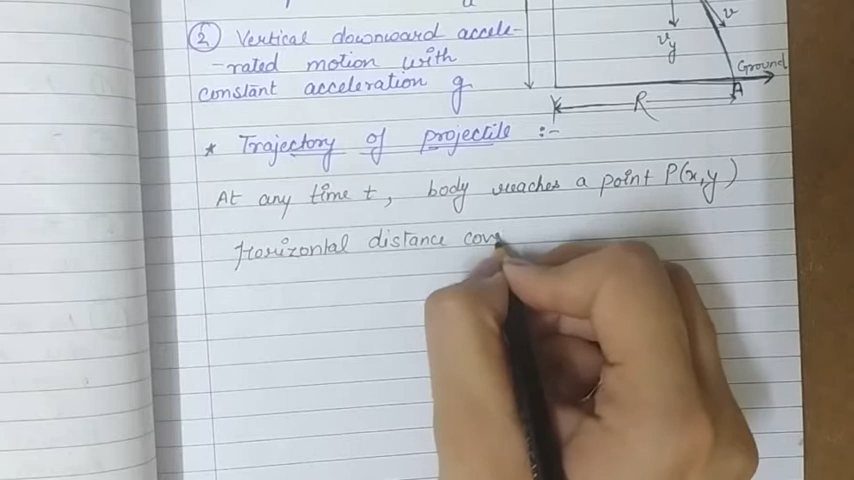 u
② Vertical downward accele-
-rated motion with
constant acceleration g
v
vy
Ground
A
R
* Trajectory of projectile :-
At any time t, body reaches a point P(x,y)
Horizontal distance cov